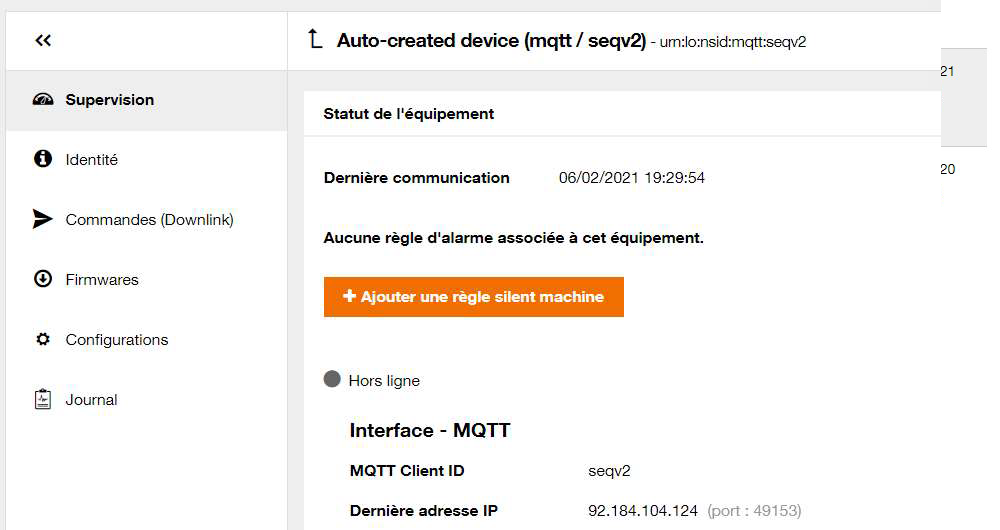 Auto-created device (mqtt / seqv2) - urn:lo:nsid:mqtt:seqv2
21
Supervision
Statut de l'équipement
Identité
Dernière communication 06/02/2021 19:29:54
20
Commandes (Downlink)
Aucune règle d'alarme associée à cet équipement.
Firmwares
+ Ajouter une règle silent machine
Configurations
Hors ligne
Journal
Interface - MQTT
MQTT Client ID seqv2
Dernière adresse IP 92.184.104.124 (port : 49153)